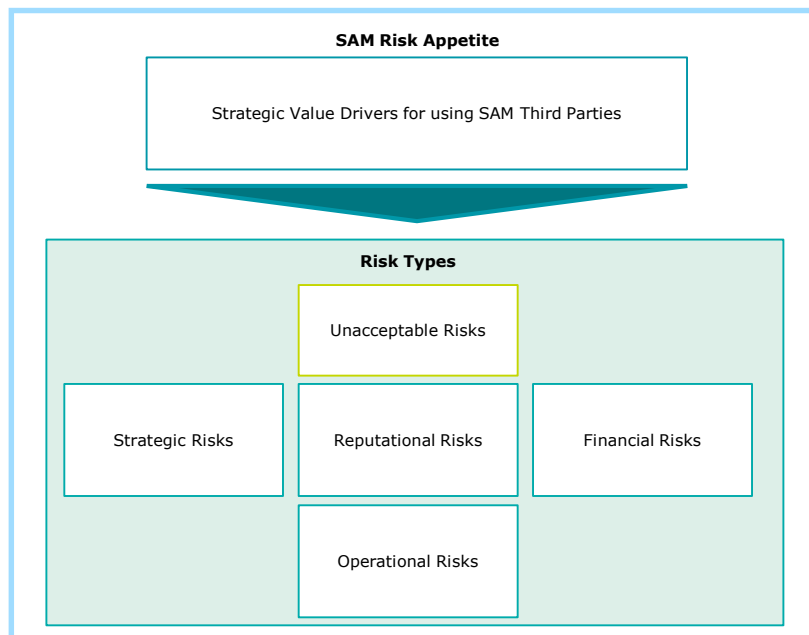 SAM Risk Appetite
Strategic Value Drivers for using SAM Third Parties
Risk Types
Unacceptable Risks
Strategic Risks
Reputational Risks
Financial Risks
Operational Risks